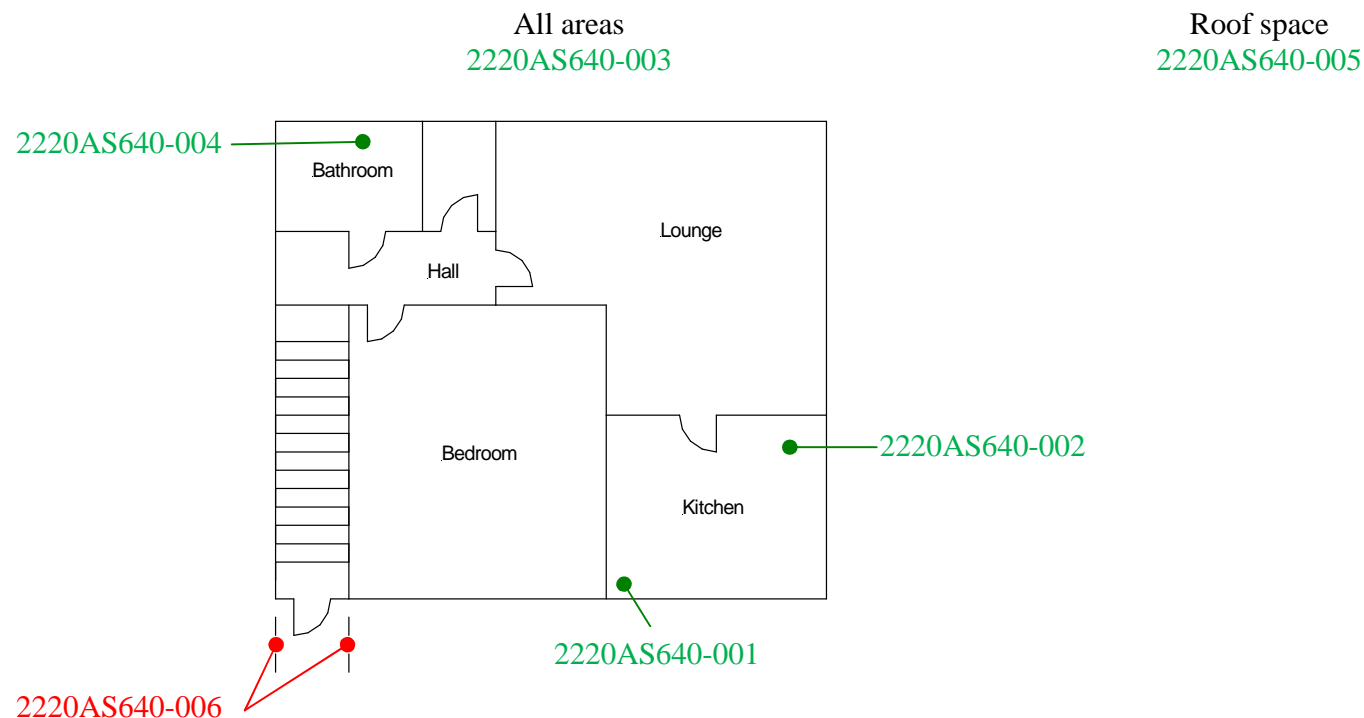 All areas
2220AS640-003
Roof space
2220AS640-005
2220AS640-004
Bathroom
Lounge
Hall
Bedroom
2220AS640-002
Kitchen
2220AS640-001
2220AS640-006